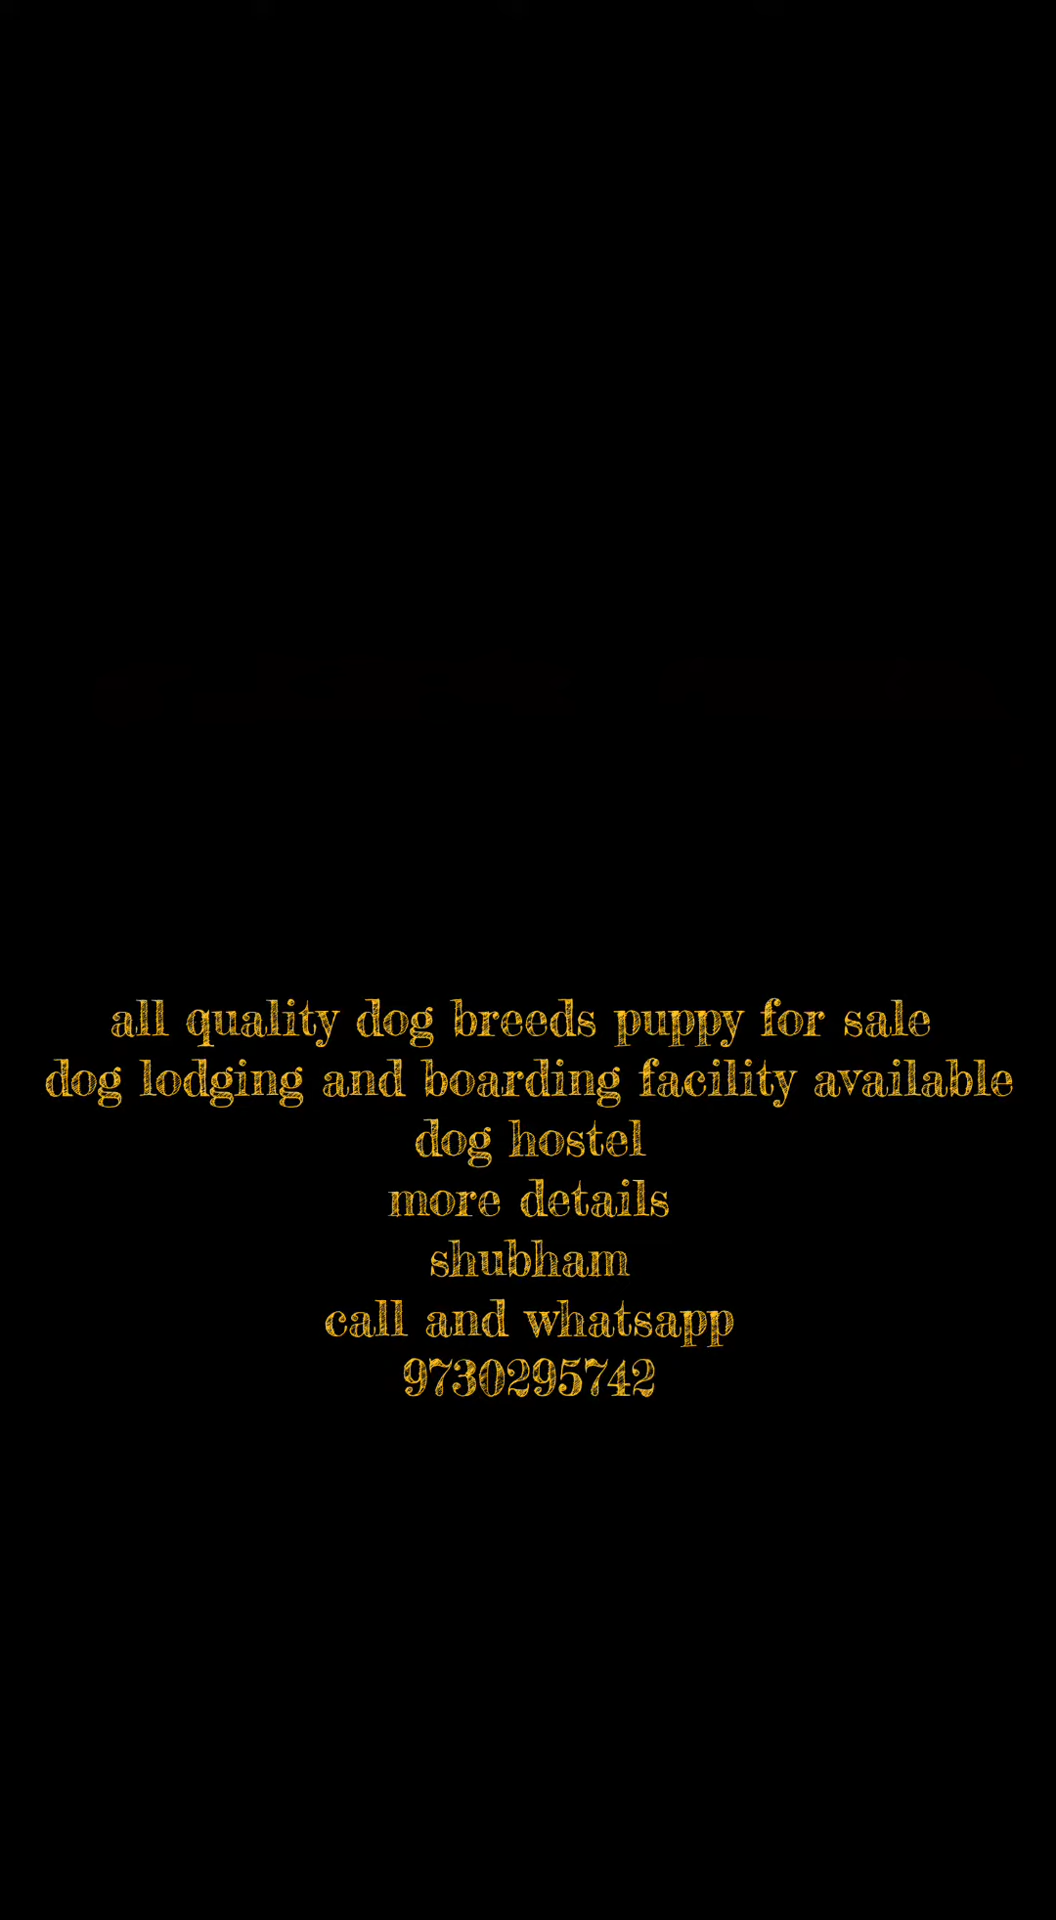 all quality dog breeds puppy for sale
dog lodging and boarding facility available
dog hostel
more details
shubham
call and whatsapp
9730295742